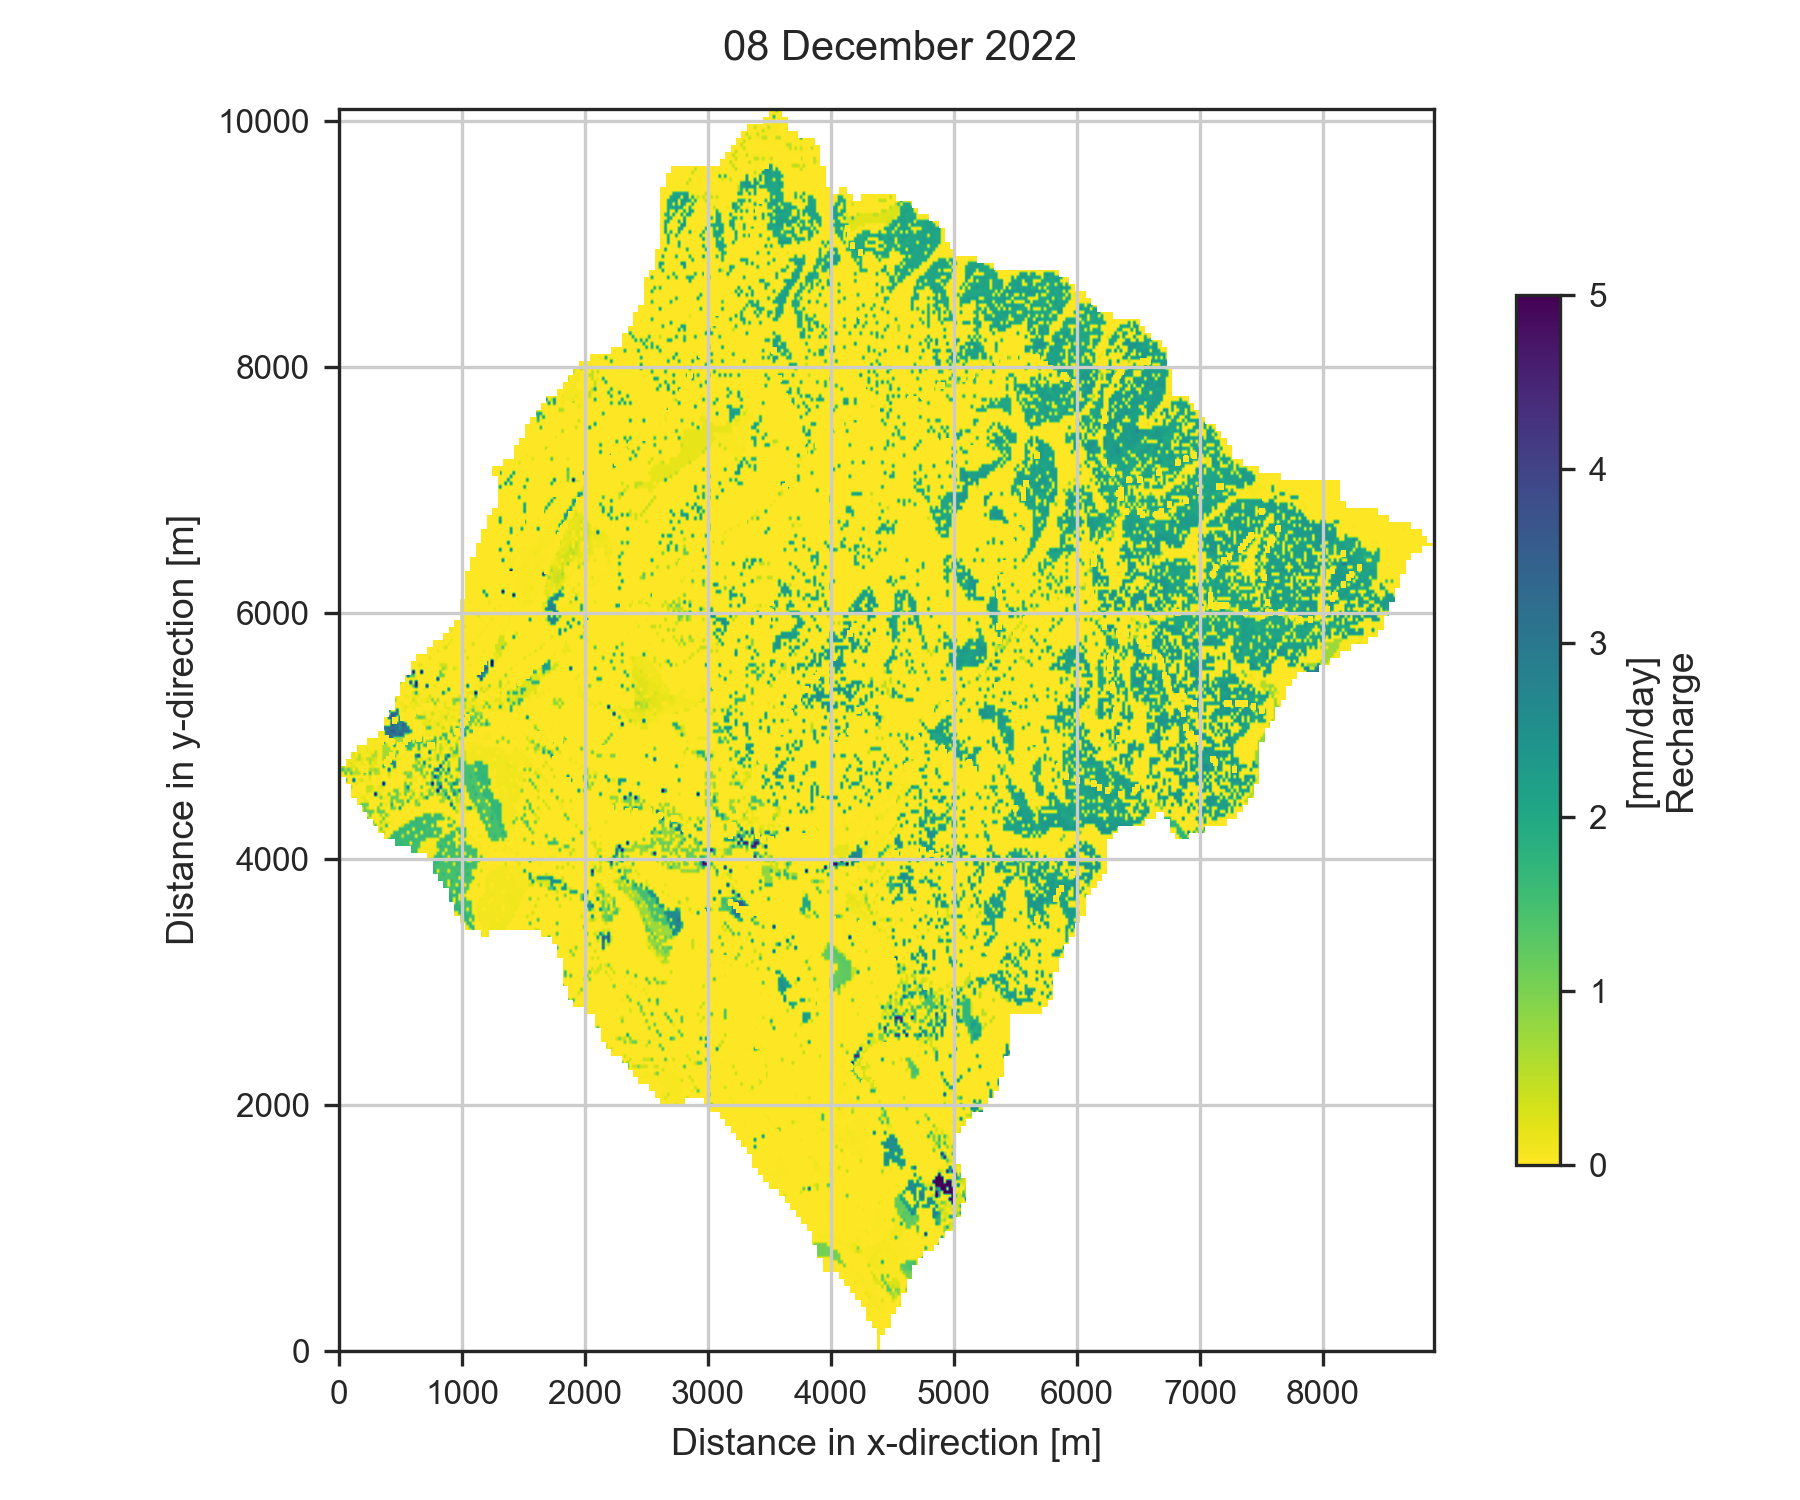 08 December 2022
10000
8000
6000
4000
2000
0
Distance in y-direction [m]
0 1000 2000 3000 4000 5000 6000 7000 8000
Distance in x-direction [m]
5
4
3
2
1
0
[mm/day]
Recharge